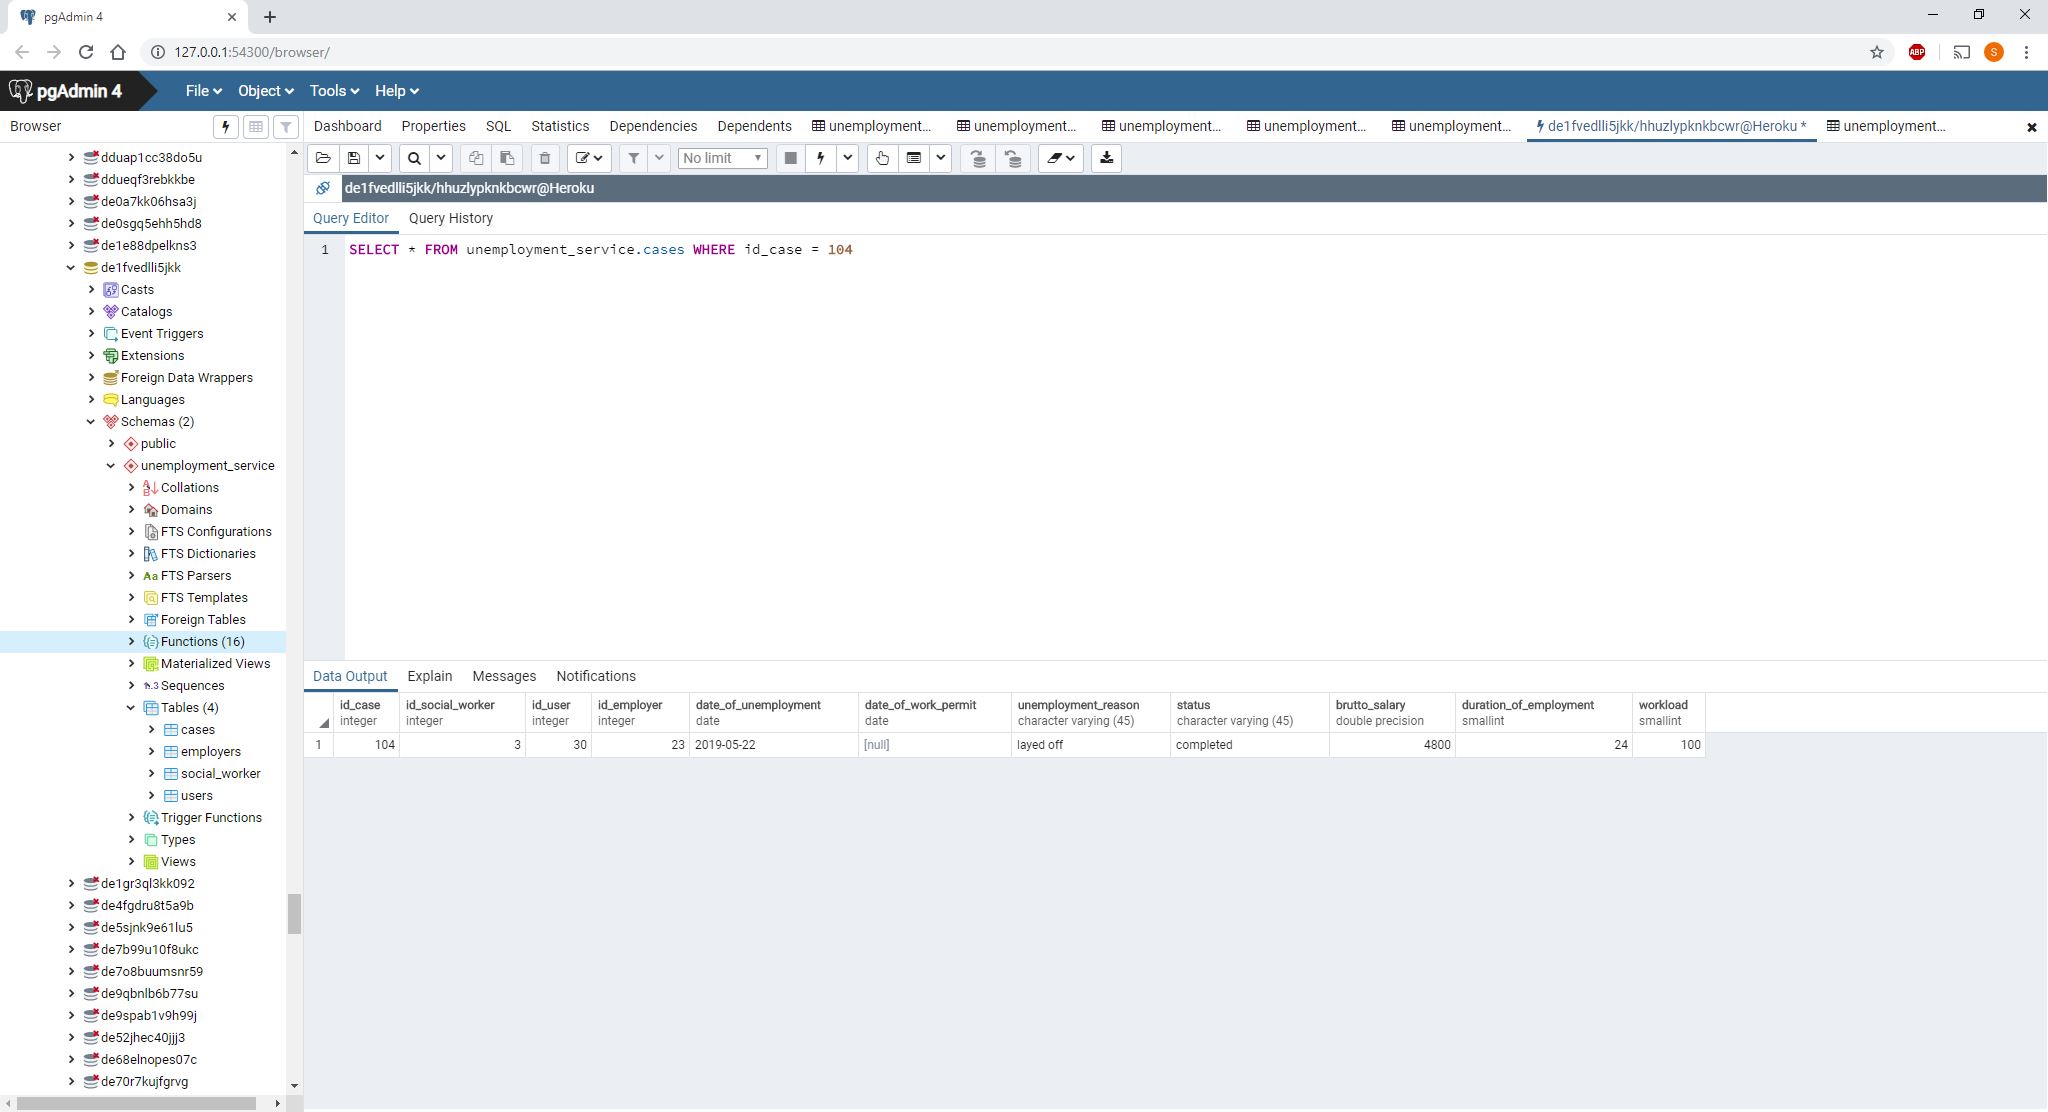 pgAdmin 4
127.0.0.1:54300/browser/
ABP
S
pgAdmin 4
File
Object
Tools
Help
Browser
Dashboard
Properties
SQL
Statistics
Dependencies
Dependents
unemployment...
unemployment...
unemployment...
unemployment...
unemployment...
de1fvedlli5jkk/hhuzlypknkbcwr@Heroku *
unemployment...
No limit
de1fvedlli5jkk/hhuzlypknkbcwr@Heroku
Query Editor
Query History
1 SELECT * FROM unemployment_service.cases WHERE id_case = 104
dduap1cc38do5u
ddueqf3rebkkbe
de0a7kk06hsa3j
de0sgq5ehh5hd8
de1e88dpelkns3
de1fvedlli5jkk
Casts
Catalogs
Event Triggers
Extensions
Foreign Data Wrappers
Languages
Schemas (2)
public
unemployment_service
Collations
Domains
FTS Configurations
FTS Dictionaries
Aa FTS Parsers
FTS Templates
Foreign Tables
Functions (16)
Materialized Views
1..3 Sequences
Tables (4)
cases
employers
social_worker
users
Trigger Functions
Types
Views
de1gr3ql3kk092
de4fgdru8t5a9b
de5sjnk9e61lu5
de7b99u10f8ukc
de7o8buumsnr59
de9qbnlb6b77su
de9spab1v9h99j
de52jhec40jjj3
de68elnopes07c
de70r7kujfgrvg
Data Output
Explain
Messages
Notifications
id_case id_social_worker id_user id_employer date_of_unemployment date_of_work_permit unemployment_reason status brutto_salary duration_of_employment workload
integer integer integer integer date date character varying (45) character varying (45) double precision smallint smallint
1 104 3 30 23 2019-05-22 [null] layed off completed 4800 24 100